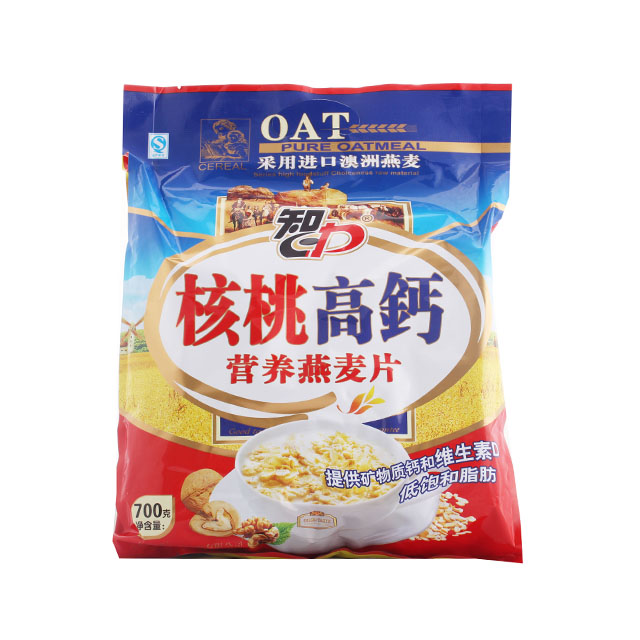 OAT
PURE OATMEAL
CEREAL
采用进口澳洲燕麦
智力®
核桃高鈣
营养燕麦片
提供矿物质钙和维生素D
低饱和脂肪
700克
净含量: